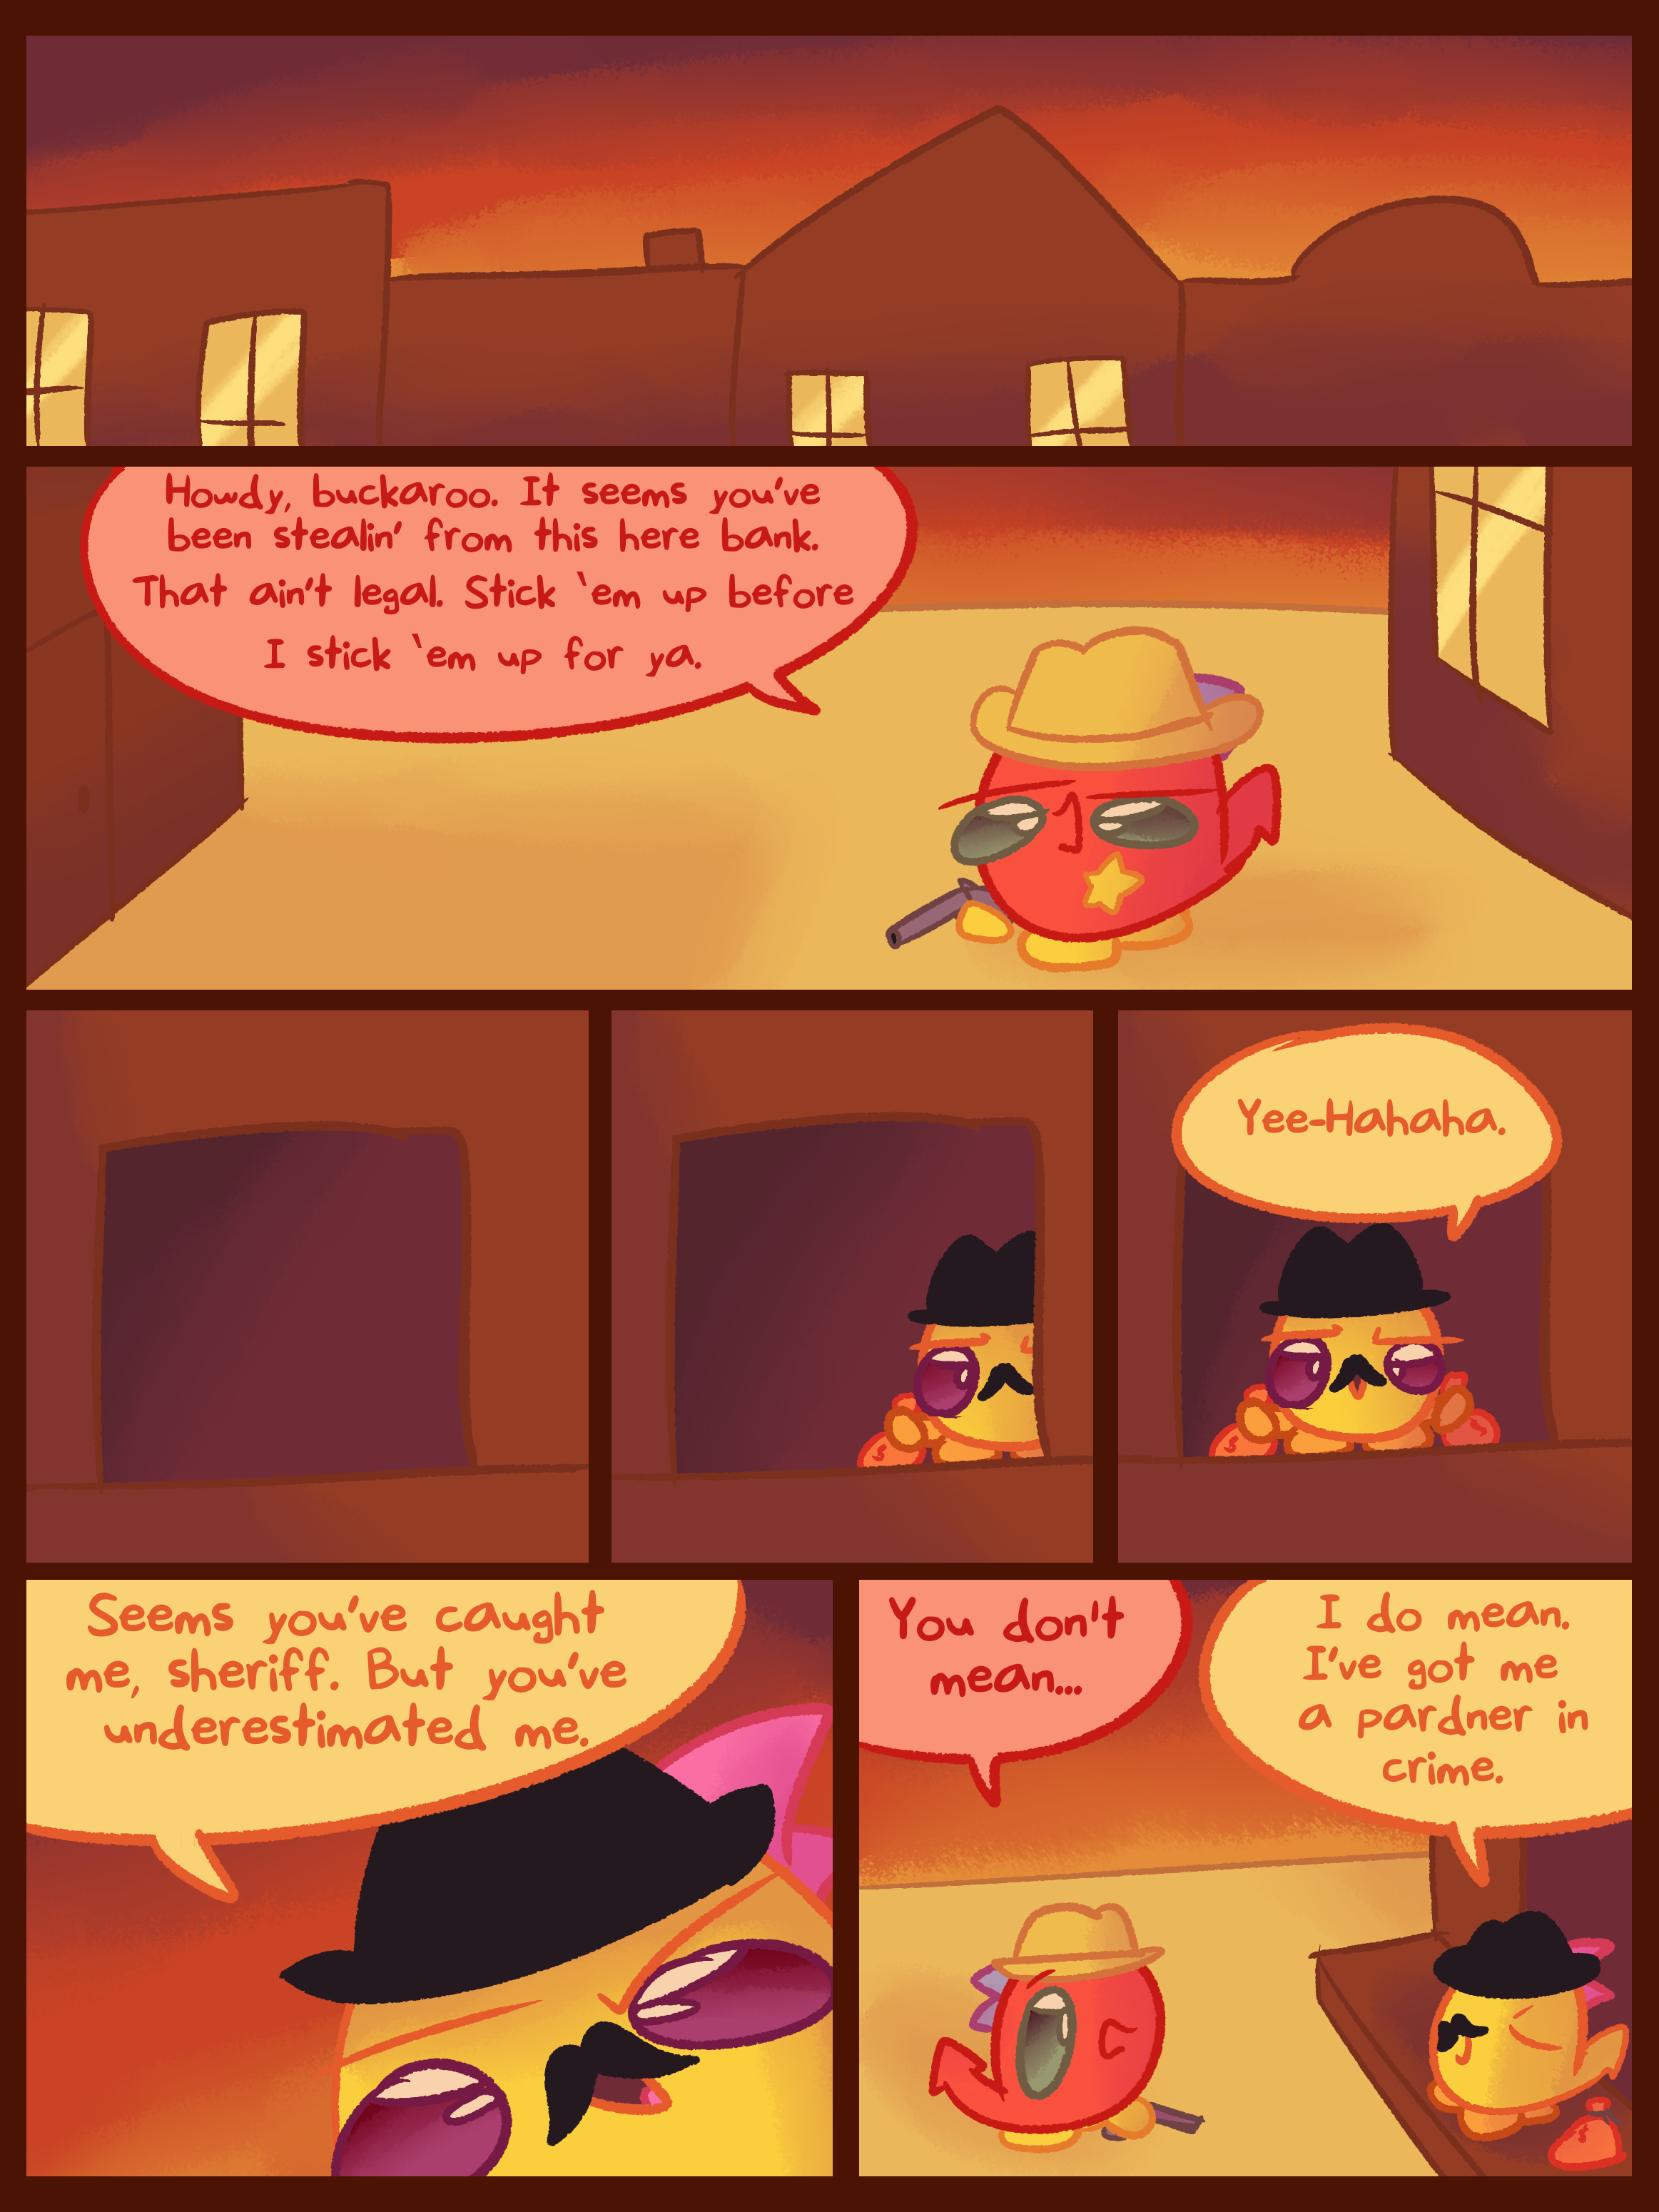 Howdy, buckaroo. It seems you've
been stealin' from this here bank.
That ain't legal. Stick `em up before
I stick `em up for ya.
Yee-Hahaha.
Seems you've caught
me, sheriff. But you've
underestimated me.
You don't
mean...
I do mean.
I've got me
a pardner in
crime.